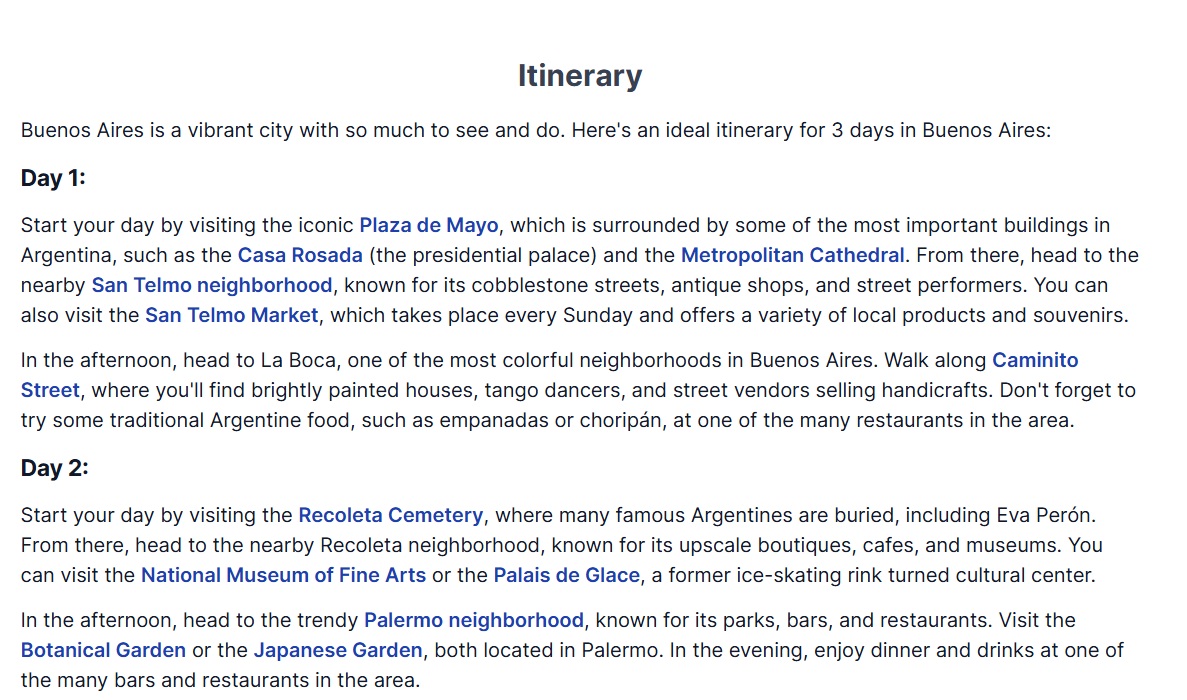 Itinerary
Buenos Aires is a vibrant city with so much to see and do. Here's an ideal itinerary for 3 days in Buenos Aires:
Day 1:
Start your day by visiting the iconic Plaza de Mayo, which is surrounded by some of the most important buildings in
Argentina, such as the Casa Rosada (the presidential palace) and the Metropolitan Cathedral. From there, head to the
nearby San Telmo neighborhood, known for its cobblestone streets, antique shops, and street performers. You can
also visit the San Telmo Market, which takes place every Sunday and offers a variety of local products and souvenirs.
In the afternoon, head to La Boca, one of the most colorful neighborhoods in Buenos Aires. Walk along Caminito
Street, where you'll find brightly painted houses, tango dancers, and street vendors selling handicrafts. Don't forget to
try some traditional Argentine food, such as empanadas or choripán, at one of the many restaurants in the area.
Day 2:
Start your day by visiting the Recoleta Cemetery, where many famous Argentines are buried, including Eva Perón.
From there, head to the nearby Recoleta neighborhood, known for its upscale boutiques, cafes, and museums. You
can visit the National Museum of Fine Arts or the Palais de Glace, a former ice-skating rink turned cultural center.
In the afternoon, head to the trendy Palermo neighborhood, known for its parks, bars, and restaurants. Visit the
Botanical Garden or the Japanese Garden, both located in Palermo. In the evening, enjoy dinner and drinks at one of
the many bars and restaurants in the area.